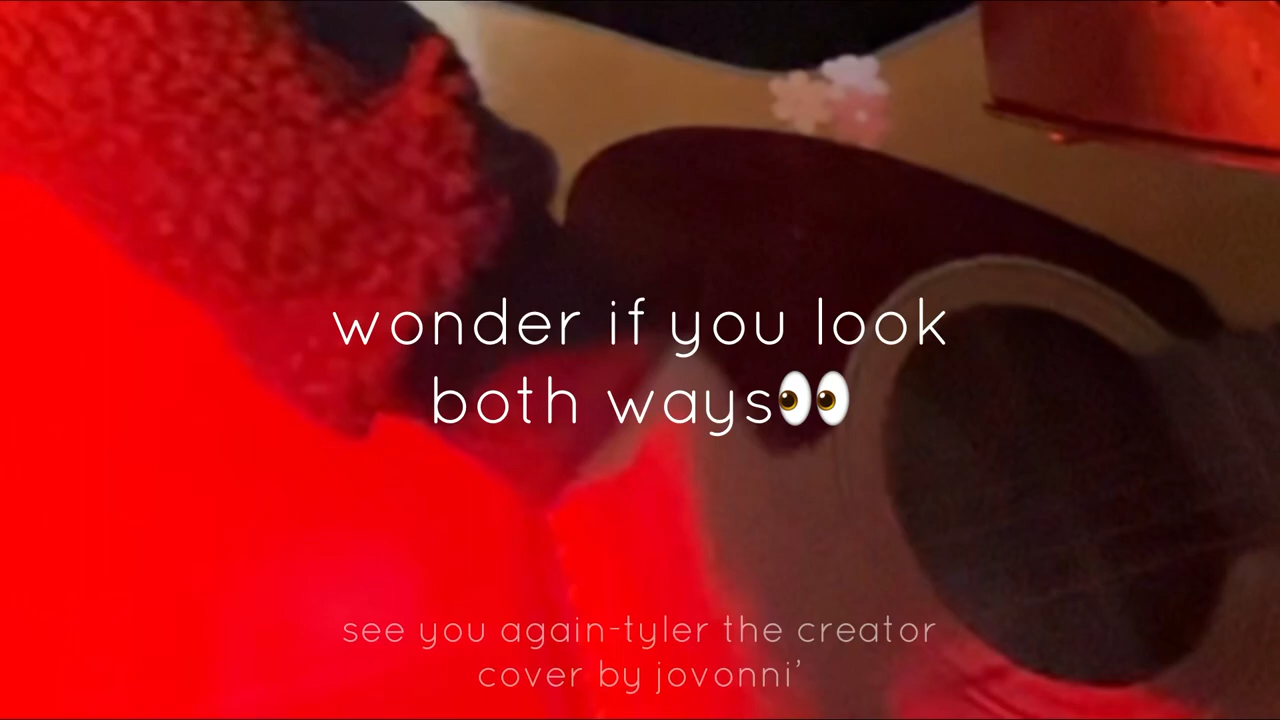 wonder if you look
both ways👀
see you again-tyler the creator
cover by jovonni’